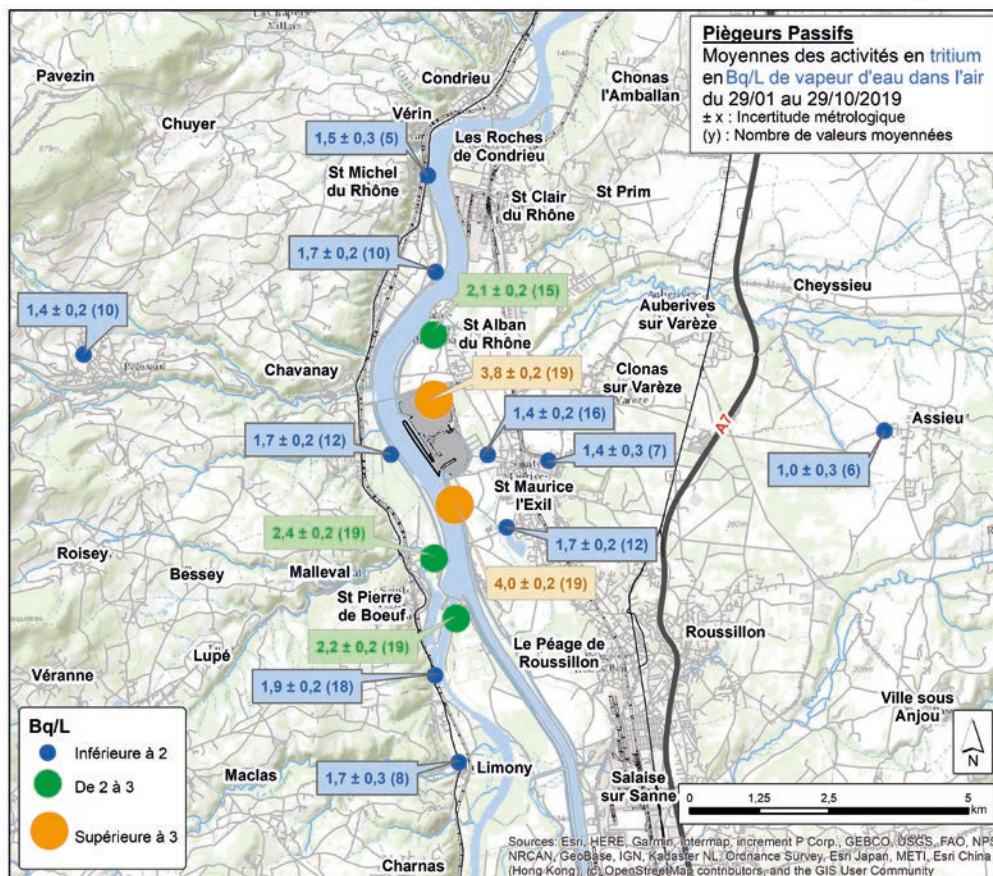 Piègeurs Passifs
Moyennes des activités en tritium
en Bq/L de vapeur d'eau dans l'air
du 29/01 au 29/10/2019
± x : Incertitude métrologique
(y) : Nombre de valeurs moyennées
Condrieu
Pavezin
Chonas
l'Amballan
Vérin
Chuyer
1,5 ± 0,3 (5)
Les Roches
de Condrieu
St Michel
du Rhône
St Prim
St Clair
du Rhône
1,7 ± 0,2 (10)
2,1 ± 0,2 (15)
Cheyssieu
1,4 ± 0,2 (10)
Auberives
sur Varèze
St Alban
du Rhône
Chavanay
3,8 ± 0,2 (19)
Clonas
sur Varèze
A7
Assieu
1,7 ± 0,2 (12)
1,4 ± 0,2 (16)
1,4 ± 0,3 (7)
1,0 ± 0,3 (6)
St Maurice
l'Exil
2,4 ± 0,2 (19)
1,7 ± 0,2 (12)
Roisey
Bessey
Malleval
4,0 ± 0,2 (19)
St Pierre
de Boeuf
2,2 ± 0,2 (19)
Le Péage de
Roussillon
Roussillon
Lupé
Véranne
1,9 ± 0,2 (18)
Ville sous
Anjou
Bq/L
Inférieure à 2
De 2 à 3
Supérieure à 3
Maclas
1,7 ± 0,3 (8)
Limony
Salaise
sur Sanne
N
0 1,25 2,5 5
km
Charnas
Sources: Esri, HERE, Garmin, Intermap, increment P Corp., GEBCO, USGS, FAO, NPS,
NRCAN, GeoBase, IGN, Kadaster NL, Ordnance Survey, Esri Japan, METI, Esri China
(Hong Kong), (c) OpenStreetMap contributors, and the GIS User Community